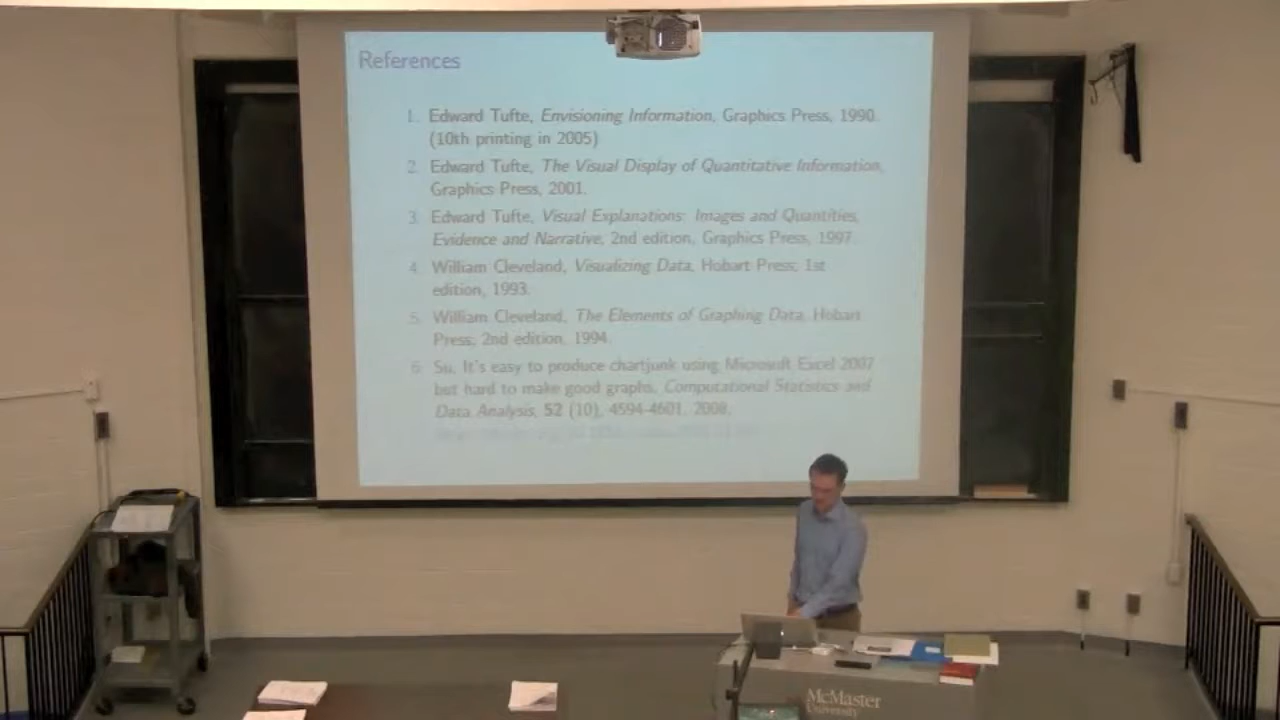 References
1. Edward Tufte, Envisioning Information, Graphics Press, 1990.
(10th printing in 2005)
2. Edward Tufte, The Visual Display of Quantitative Information,
Graphics Press, 2001.
3. Edward Tufte, Visual Explanations: Images and Quantities,
Evidence and Narrative, 2nd edition, Graphics Press, 1997.
4. William Cleveland, Visualizing Data, Hobart Press; 1st
edition, 1993.
5. William Cleveland, The Elements of Graphing Data, Hobart
Press; 2nd edition, 1994.
6. Su, It's easy to produce chartjunk using Microsoft Excel 2007
but hard to make good graphs, Computational Statistics and
Data Analysis, 52 (10), 4594-4601, 2008,
McMaster
University